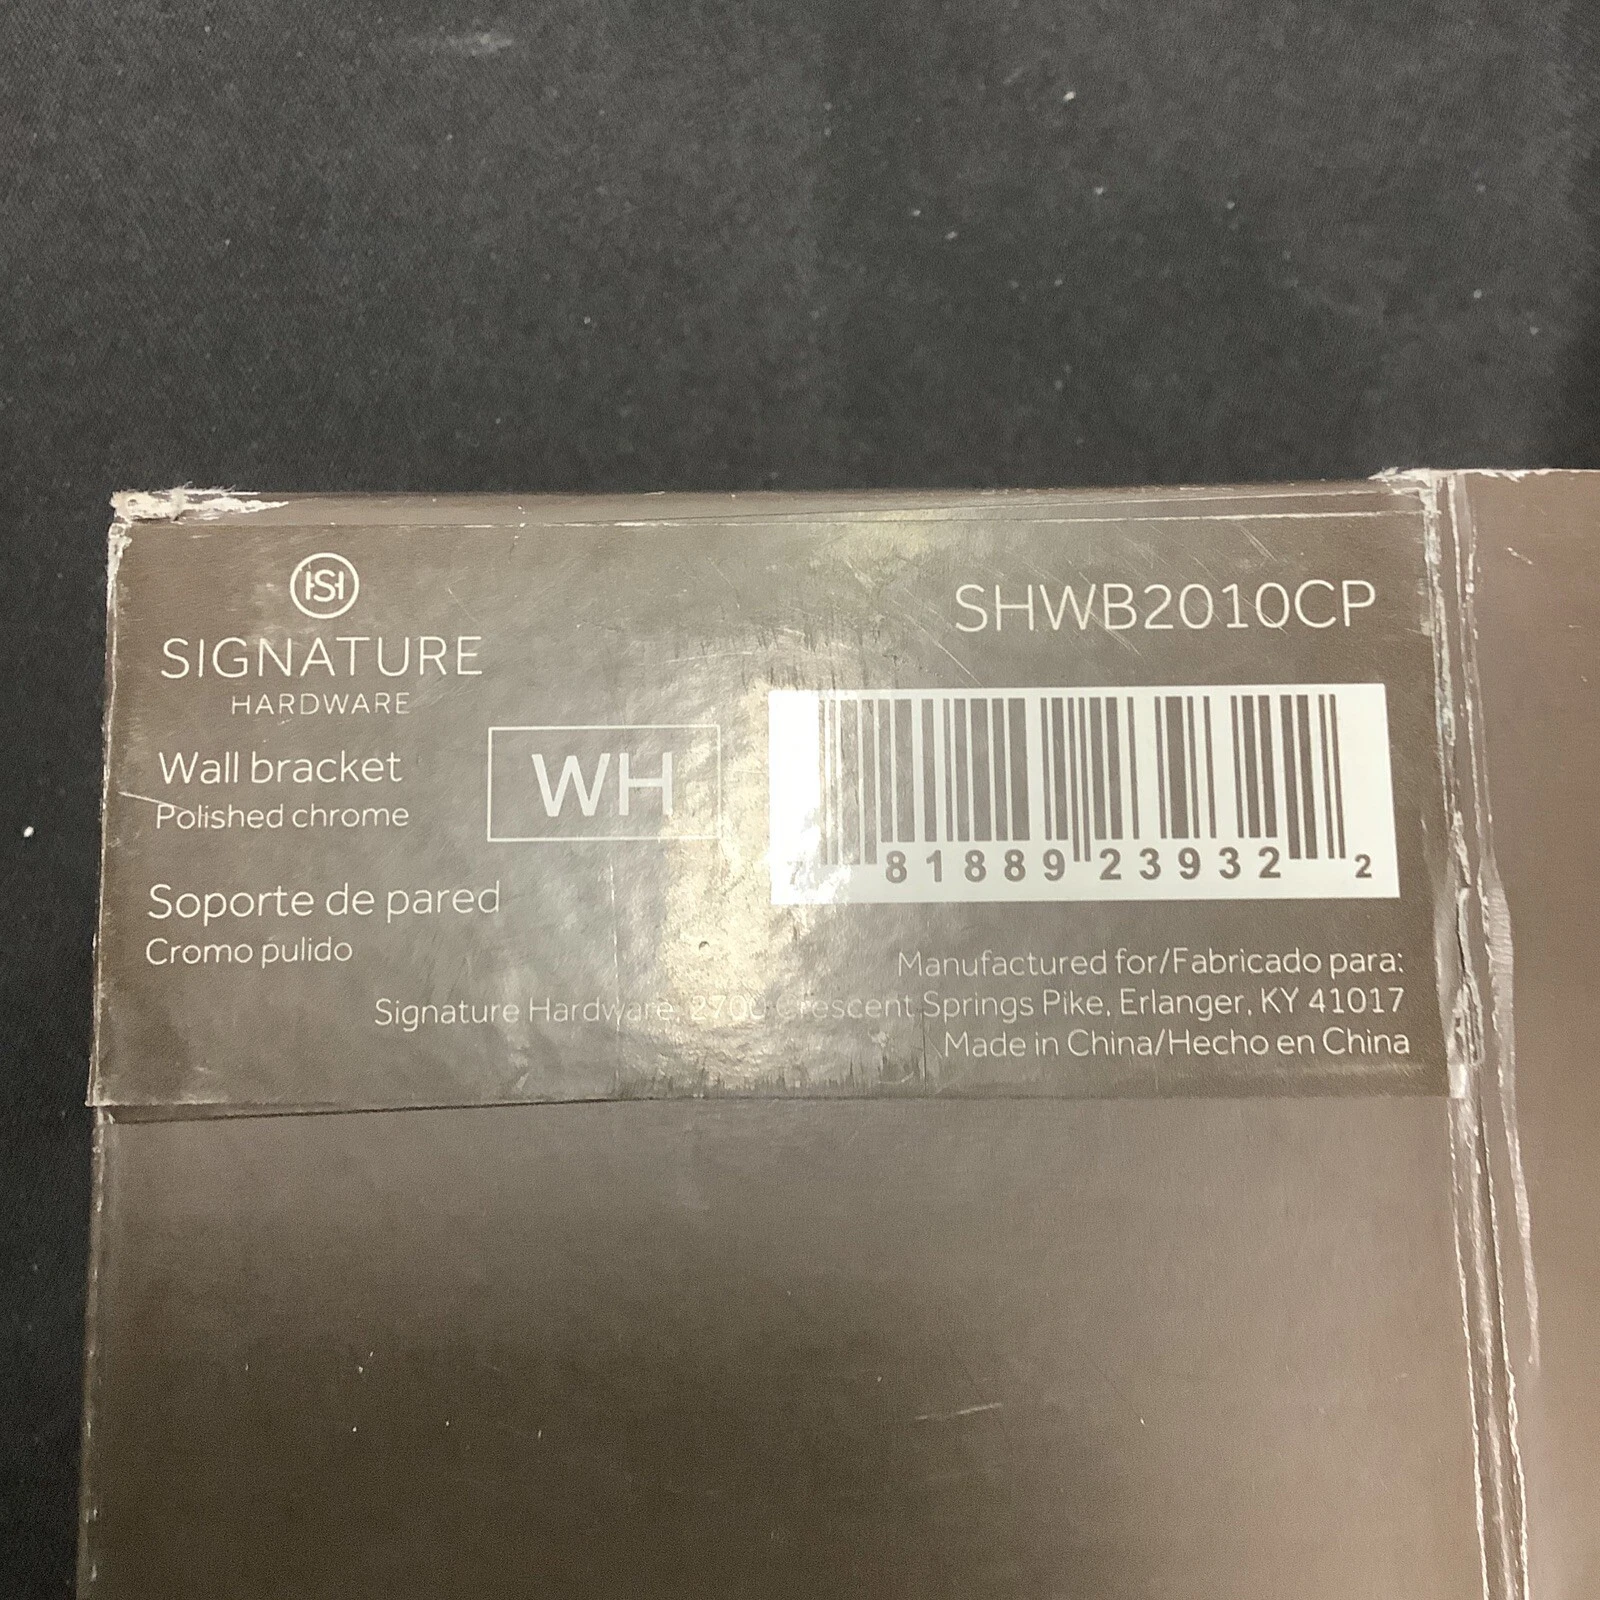 SIGNATURE
HARDWARE
SHWB2010CP
Wall bracket
Polished chrome
WH
Soporte de pared
Cromo pulido
7 81889 23932 2
Manufactured for/Fabricado para:
Signature Hardware, 2700 Crescent Springs Pike, Erlanger, KY 41017
Made in China/Hecho en China